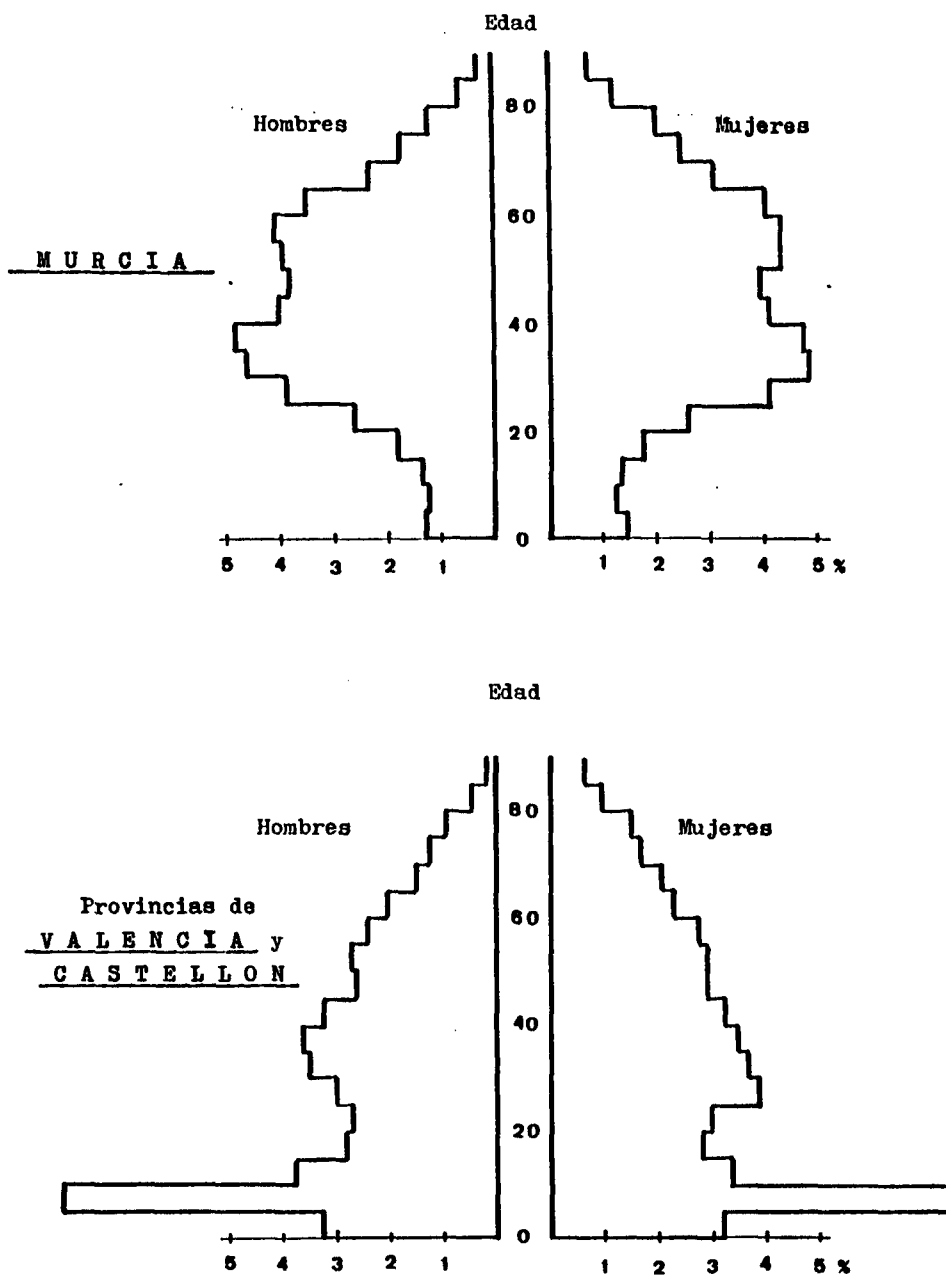 Edad
80
Hombres
Mujeres
60
MURCIA
40
20
0
5 4 3 2 1 1 2 3 4 5 %
Edad
80
Hombres
Mujeres
Provincias de
60
VALENCIA y
CASTELLON
40
20
0
5 4 3 2 1 1 2 3 4 5 %